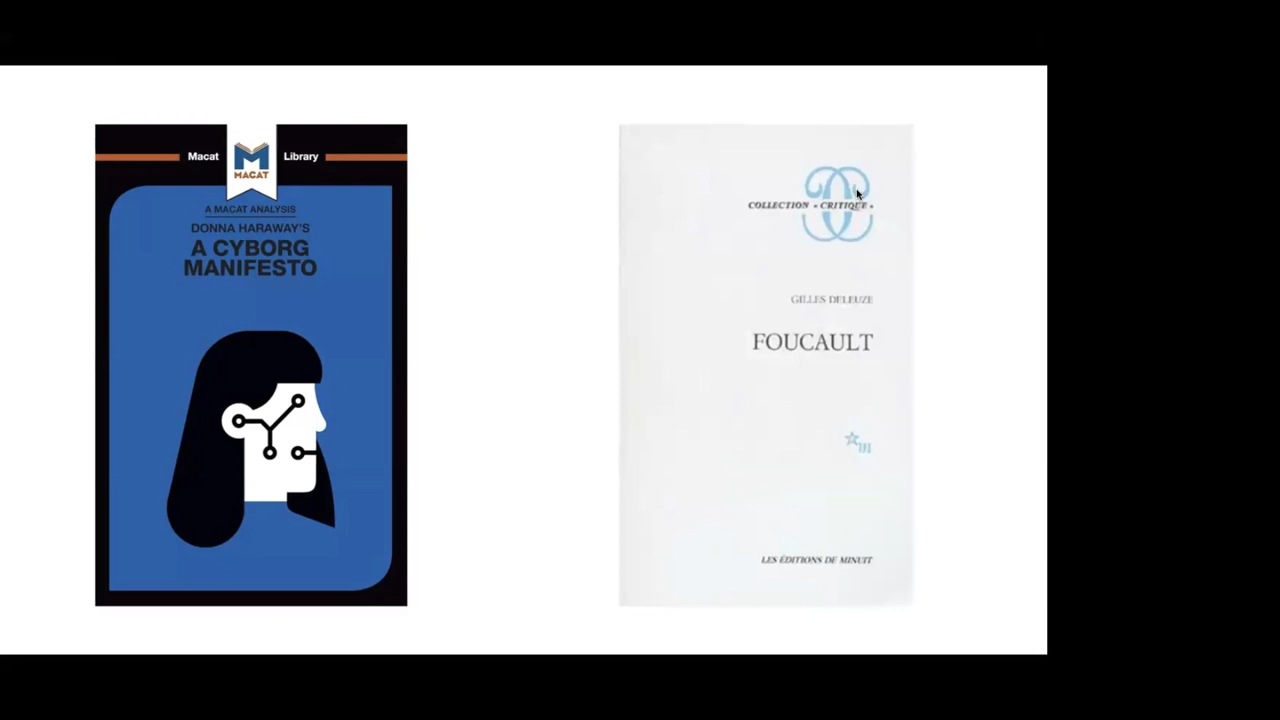 Macat Library
MACAT
A MACAT ANALYSIS
DONNA HARAWAY'S
A CYBORG
MANIFESTO
COLLECTION « CRITIQUE »
GILLES DELEUZE
FOUCAULT
m
LES ÉDITIONS DE MINUIT